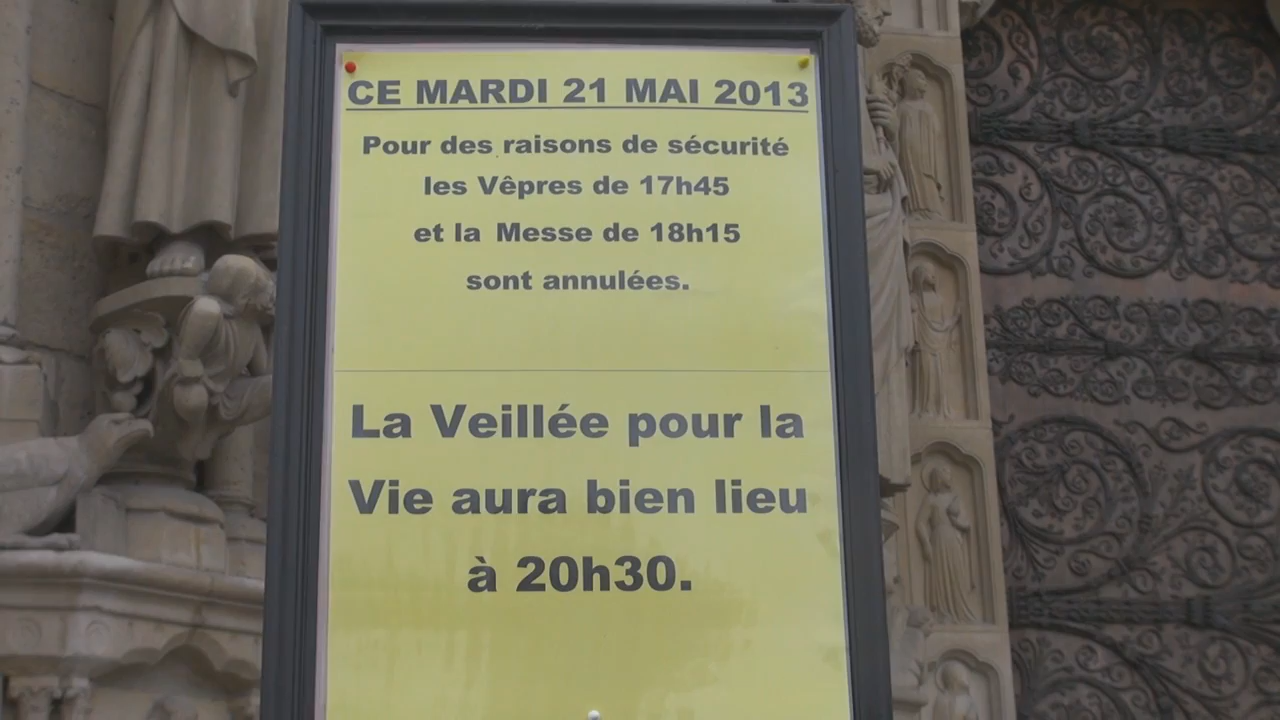 CE MARDI 21 MAI 2013
Pour des raisons de sécurité
les Vêpres de 17h45
et la Messe de 18h15
sont annulées.
La Veillée pour la
Vie aura bien lieu
à 20h30.